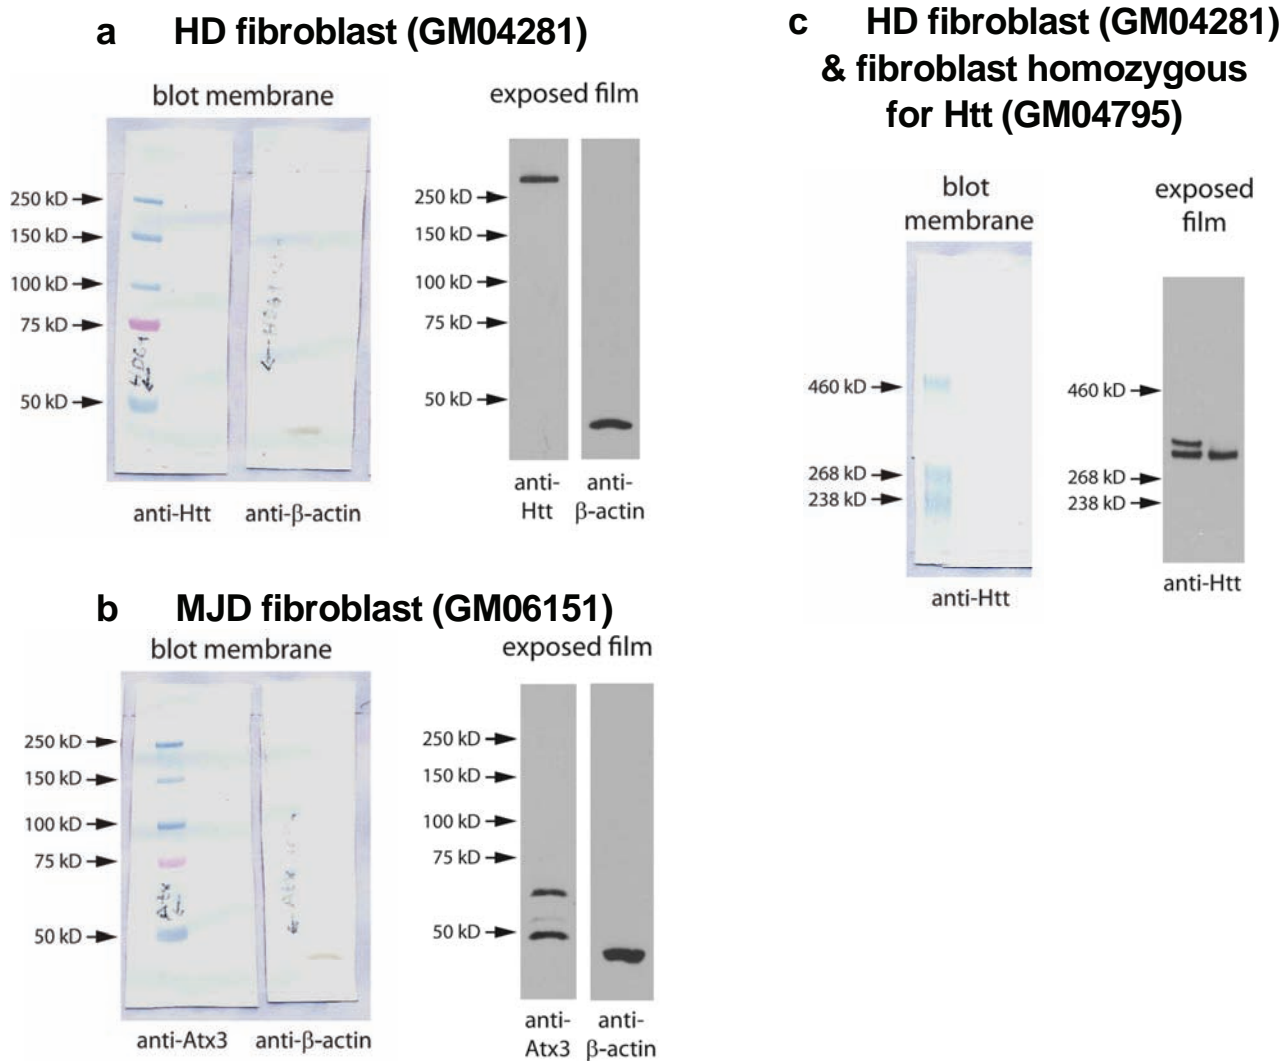 a HD fibroblast (GM04281)
blot membrane
exposed film
250 kD
150 kD
100 kD
75 kD
50 kD
HDC1
anti-Htt
anti-β-actin
250 kD
150 kD
100 kD
75 kD
50 kD
anti-
Htt
anti-
β-actin
b MJD fibroblast (GM06151)
blot membrane
exposed film
250 kD
150 kD
100 kD
75 kD
50 kD
Atx
Atx
anti-Atx3
anti-β-actin
250 kD
150 kD
100 kD
75 kD
50 kD
anti-
Atx3
anti-
β-actin
c HD fibroblast (GM04281)
& fibroblast homozygous
for Htt (GM04795)
blot
membrane
exposed
film
460 kD
268 kD
238 kD
anti-Htt
460 kD
268 kD
238 kD
anti-Htt